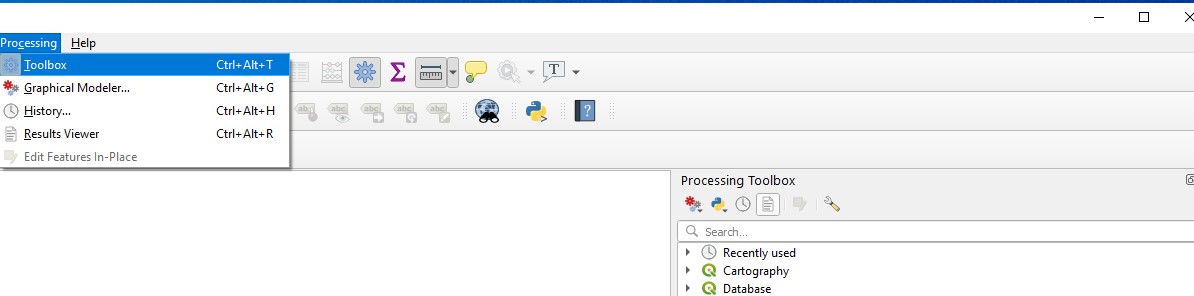 Processing Help
Toolbox Ctrl+Alt+T
Graphical Modeler... Ctrl+Alt+G
History... Ctrl+Alt+H
Results Viewer Ctrl+Alt+R
Edit Features In-Place
Processing Toolbox
Search...
Recently used
Cartography
Database